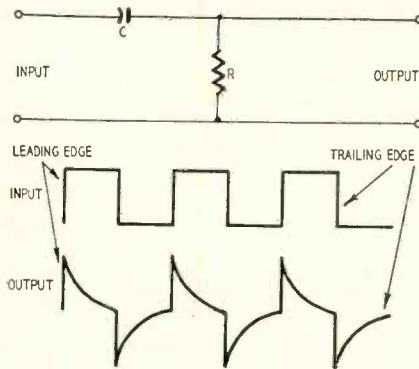 C
R
INPUT
OUTPUT
LEADING EDGE
TRAILING EDGE
INPUT
OUTPUT